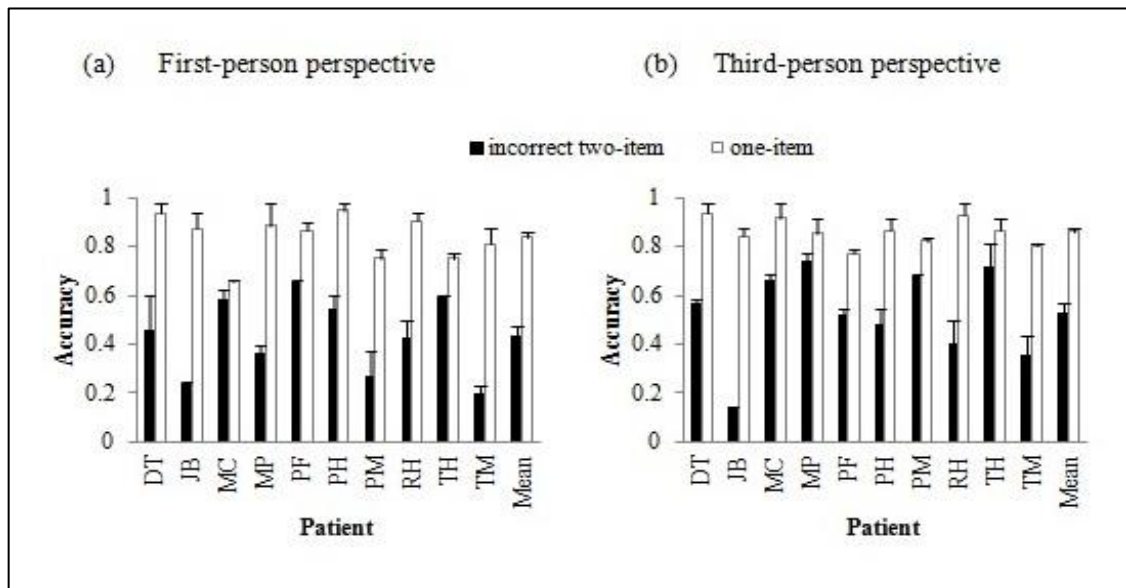 (a) First-person perspective
(b) Third-person perspective
incorrect two-item one-item
Accuracy
1
0.8
0.6
0.4
0.2
0
DT JB MC MP PF PH PM RH TH TM Mean
Patient
Accuracy
1
0.8
0.6
0.4
0.2
0
DT JB MC MP PF PH PM RH TH TM Mean
Patient